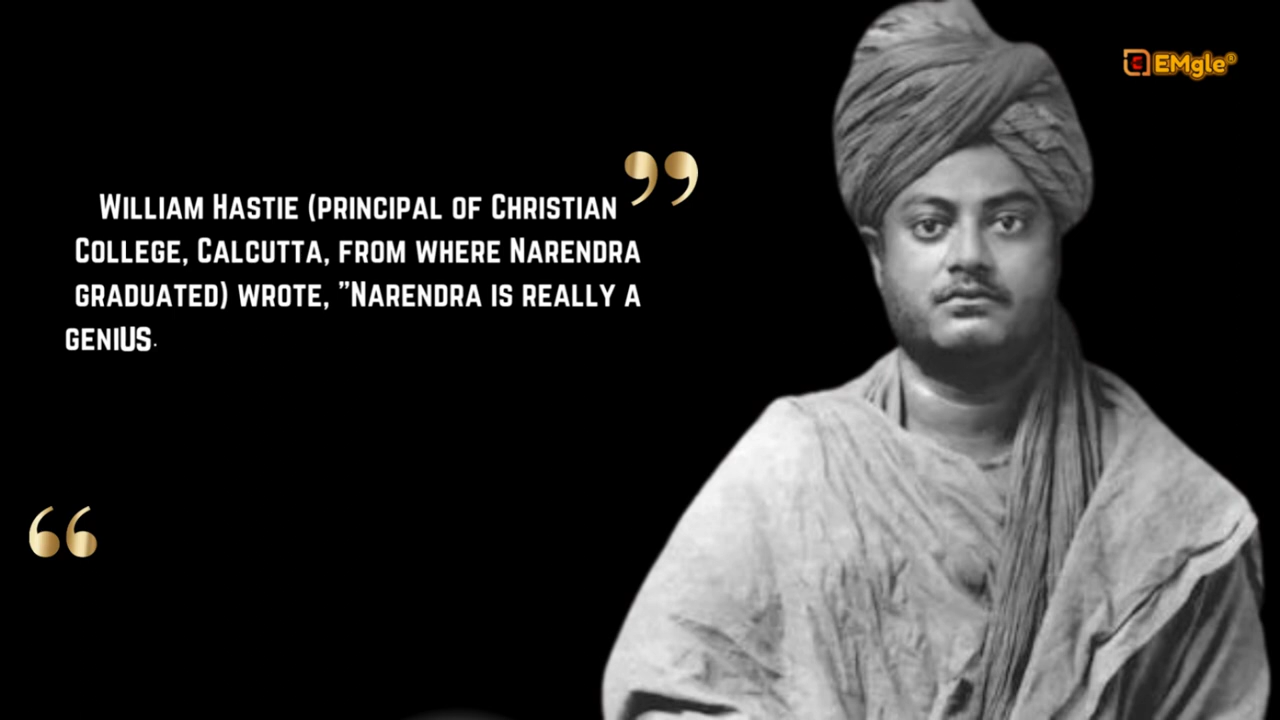 EMgle®
William Hastie (principal of Christian
College, Calcutta, from where Narendra
graduated) wrote, "Narendra is really a
genius.